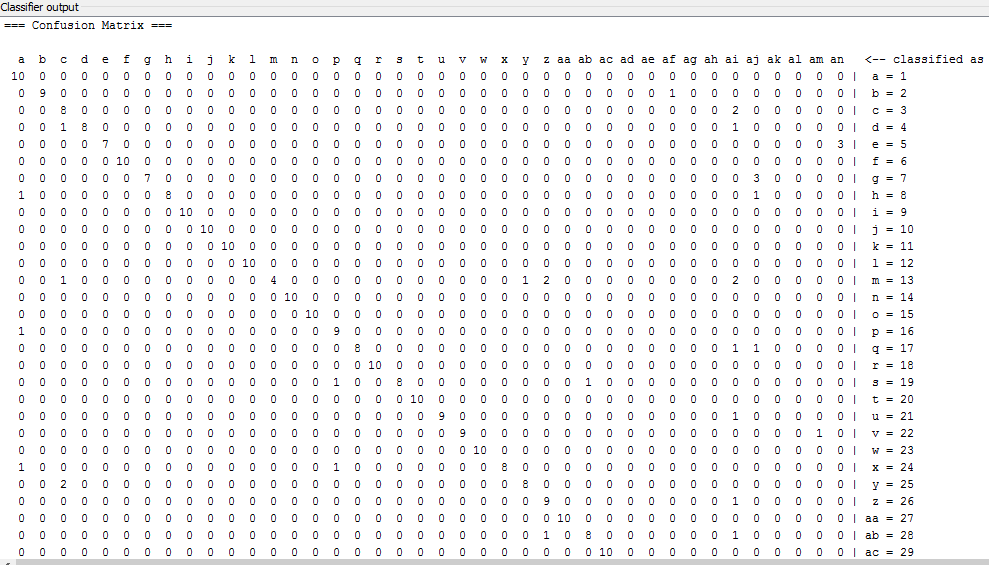 Classifier output
=== Confusion Matrix ===
a b c d e f g h i j k l m n o p q r s t u v w x y z aa ab ac ad ae af ag ah ai aj ak al am an <-- classified as
10 0 0 0 0 0 0 0 0 0 0 0 0 0 0 0 0 0 0 0 0 0 0 0 0 0 0 0 0 0 0 0 0 0 0 0 0 0 0 0 | a = 1
0 9 0 0 0 0 0 0 0 0 0 0 0 0 0 0 0 0 0 0 0 0 0 0 0 0 0 0 0 0 0 1 0 0 0 0 0 0 0 0 | b = 2
0 0 8 0 0 0 0 0 0 0 0 0 0 0 0 0 0 0 0 0 0 0 0 0 0 0 0 0 0 0 0 0 0 0 2 0 0 0 0 0 | c = 3
0 0 1 8 0 0 0 0 0 0 0 0 0 0 0 0 0 0 0 0 0 0 0 0 0 0 0 0 0 0 0 0 0 0 1 0 0 0 0 0 | d = 4
0 0 0 0 7 0 0 0 0 0 0 0 0 0 0 0 0 0 0 0 0 0 0 0 0 0 0 0 0 0 0 0 0 0 0 0 0 0 0 3 | e = 5
0 0 0 0 0 10 0 0 0 0 0 0 0 0 0 0 0 0 0 0 0 0 0 0 0 0 0 0 0 0 0 0 0 0 0 0 0 0 0 0 | f = 6
0 0 0 0 0 0 7 0 0 0 0 0 0 0 0 0 0 0 0 0 0 0 0 0 0 0 0 0 0 0 0 0 0 0 0 3 0 0 0 0 | g = 7
1 0 0 0 0 0 0 8 0 0 0 0 0 0 0 0 0 0 0 0 0 0 0 0 0 0 0 0 0 0 0 0 0 0 0 1 0 0 0 0 | h = 8
0 0 0 0 0 0 0 0 10 0 0 0 0 0 0 0 0 0 0 0 0 0 0 0 0 0 0 0 0 0 0 0 0 0 0 0 0 0 0 0 | i = 9
0 0 0 0 0 0 0 0 0 10 0 0 0 0 0 0 0 0 0 0 0 0 0 0 0 0 0 0 0 0 0 0 0 0 0 0 0 0 0 0 | j = 10
0 0 0 0 0 0 0 0 0 0 10 0 0 0 0 0 0 0 0 0 0 0 0 0 0 0 0 0 0 0 0 0 0 0 0 0 0 0 0 0 | k = 11
0 0 0 0 0 0 0 0 0 0 0 10 0 0 0 0 0 0 0 0 0 0 0 0 0 0 0 0 0 0 0 0 0 0 0 0 0 0 0 0 | l = 12
0 0 1 0 0 0 0 0 0 0 0 0 4 0 0 0 0 0 0 0 0 0 0 0 1 2 0 0 0 0 0 0 0 0 2 0 0 0 0 0 | m = 13
0 0 0 0 0 0 0 0 0 0 0 0 0 10 0 0 0 0 0 0 0 0 0 0 0 0 0 0 0 0 0 0 0 0 0 0 0 0 0 0 | n = 14
0 0 0 0 0 0 0 0 0 0 0 0 0 0 10 0 0 0 0 0 0 0 0 0 0 0 0 0 0 0 0 0 0 0 0 0 0 0 0 0 | o = 15
1 0 0 0 0 0 0 0 0 0 0 0 0 0 0 9 0 0 0 0 0 0 0 0 0 0 0 0 0 0 0 0 0 0 0 0 0 0 0 0 | p = 16
0 0 0 0 0 0 0 0 0 0 0 0 0 0 0 0 8 0 0 0 0 0 0 0 0 0 0 0 0 0 0 0 0 0 1 1 0 0 0 0 | q = 17
0 0 0 0 0 0 0 0 0 0 0 0 0 0 0 0 0 10 0 0 0 0 0 0 0 0 0 0 0 0 0 0 0 0 0 0 0 0 0 0 | r = 18
0 0 0 0 0 0 0 0 0 0 0 0 0 0 0 1 0 0 8 0 0 0 0 0 0 0 0 1 0 0 0 0 0 0 0 0 0 0 0 0 | s = 19
0 0 0 0 0 0 0 0 0 0 0 0 0 0 0 0 0 0 0 10 0 0 0 0 0 0 0 0 0 0 0 0 0 0 0 0 0 0 0 0 | t = 20
0 0 0 0 0 0 0 0 0 0 0 0 0 0 0 0 0 0 0 0 9 0 0 0 0 0 0 0 0 0 0 0 0 0 1 0 0 0 0 0 | u = 21
0 0 0 0 0 0 0 0 0 0 0 0 0 0 0 0 0 0 0 0 0 9 0 0 0 0 0 0 0 0 0 0 0 0 0 0 0 0 1 0 | v = 22
0 0 0 0 0 0 0 0 0 0 0 0 0 0 0 0 0 0 0 0 0 0 10 0 0 0 0 0 0 0 0 0 0 0 0 0 0 0 0 0 | w = 23
1 0 0 0 0 0 0 0 0 0 0 0 0 0 0 1 0 0 0 0 0 0 0 8 0 0 0 0 0 0 0 0 0 0 0 0 0 0 0 0 | x = 24
0 0 2 0 0 0 0 0 0 0 0 0 0 0 0 0 0 0 0 0 0 0 0 0 8 0 0 0 0 0 0 0 0 0 0 0 0 0 0 0 | y = 25
0 0 0 0 0 0 0 0 0 0 0 0 0 0 0 0 0 0 0 0 0 0 0 0 0 9 0 0 0 0 0 0 0 0 1 0 0 0 0 0 | z = 26
0 0 0 0 0 0 0 0 0 0 0 0 0 0 0 0 0 0 0 0 0 0 0 0 0 0 10 0 0 0 0 0 0 0 0 0 0 0 0 0 | aa = 27
0 0 0 0 0 0 0 0 0 0 0 0 0 0 0 0 0 0 0 0 0 0 0 0 0 1 0 8 0 0 0 0 0 0 1 0 0 0 0 0 | ab = 28
0 0 0 0 0 0 0 0 0 0 0 0 0 0 0 0 0 0 0 0 0 0 0 0 0 0 0 0 10 0 0 0 0 0 0 0 0 0 0 0 | ac = 29